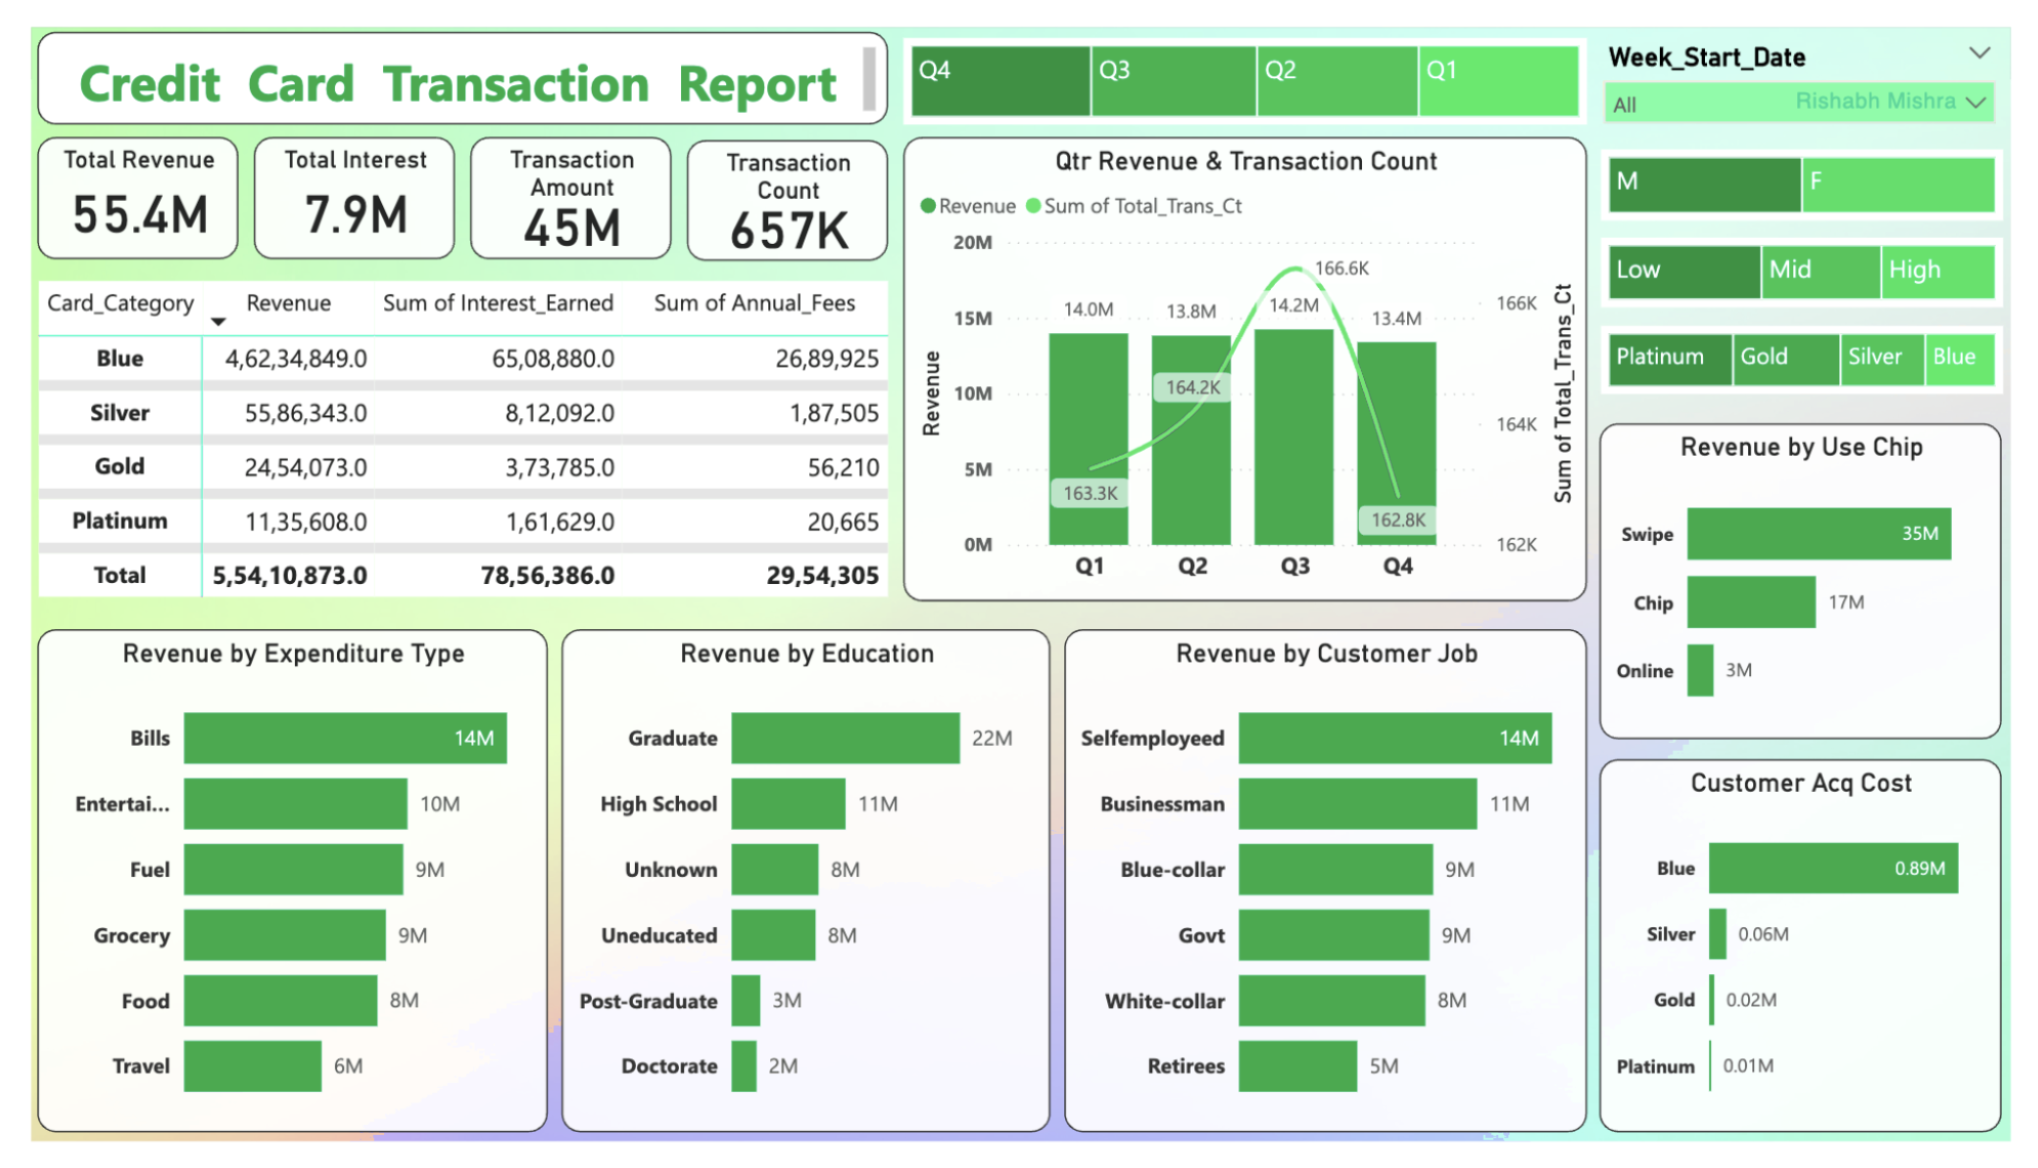 Credit Card Transaction Report
Q4 Q3 Q2 Q1
Week_Start_Date
All Rishabh Mishra
M F
Low Mid High
Platinum Gold Silver Blue
Total Revenue
55.4M
Total Interest
7.9M
Transaction
Amount
45M
Transaction
Count
657K
Card_Category Revenue Sum of Interest_Earned Sum of Annual_Fees
Blue 4,62,34,849.0 65,08,880.0 26,89,925
Silver 55,86,343.0 8,12,092.0 1,87,505
Gold 24,54,073.0 3,73,785.0 56,210
Platinum 11,35,608.0 1,61,629.0 20,665
Total 5,54,10,873.0 78,56,386.0 29,54,305
Qtr Revenue & Transaction Count
Revenue Sum of Total_Trans_Ct
Revenue
20M
15M
10M
5M
0M
14.0M 13.8M 14.2M 13.4M
163.3K 164.2K 166.6K 162.8K
Q1 Q2 Q3 Q4
166K
164K
162K
Sum of Total_Trans_Ct
Revenue by Use Chip
Swipe 35M
Chip 17M
Online 3M
Revenue by Expenditure Type
Bills 14M
Entertai... 10M
Fuel 9M
Grocery 9M
Food 8M
Travel 6M
Revenue by Education
Graduate 22M
High School 11M
Unknown 8M
Uneducated 8M
Post-Graduate 3M
Doctorate 2M
Revenue by Customer Job
Selfemployeed 14M
Businessman 11M
Blue-collar 9M
Govt 9M
White-collar 8M
Retirees 5M
Customer Acq Cost
Blue 0.89M
Silver 0.06M
Gold 0.02M
Platinum 0.01M